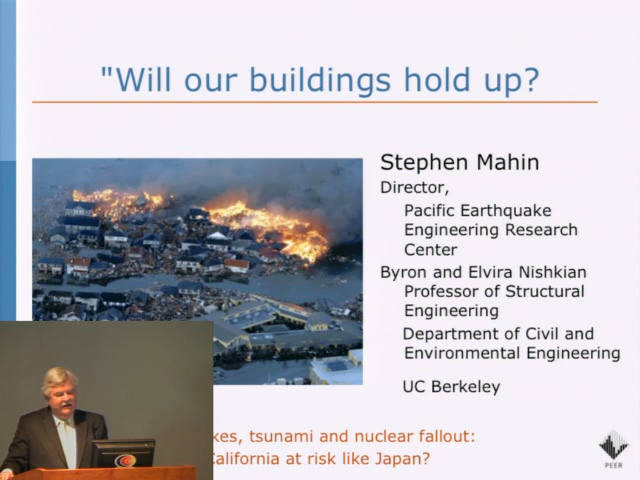 "Will our buildings hold up?
Stephen Mahin
Director,
Pacific Earthquake
Engineering Research
Center
Byron and Elvira Nishkian
Professor of Structural
Engineering
Department of Civil and
Environmental Engineering
UC Berkeley
kes, tsunami and nuclear fallout:
California at risk like Japan?
PEER